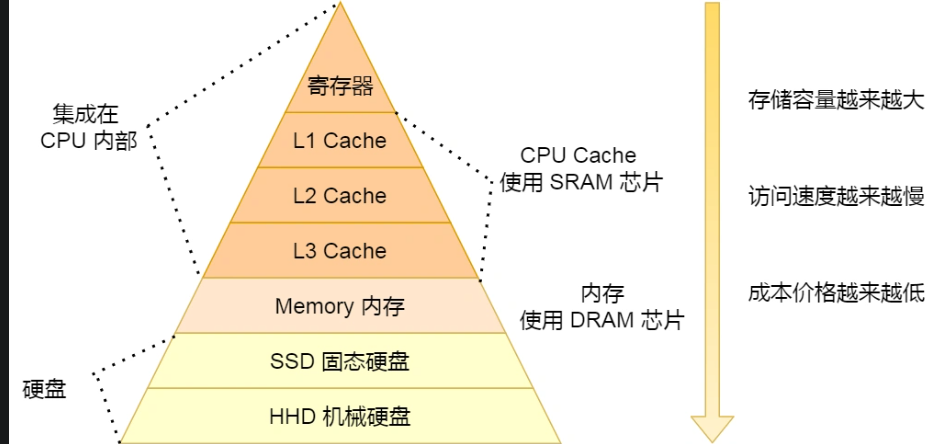 寄存器
集成在
CPU 内部
L1 Cache
L2 Cache
L3 Cache
CPU Cache
使用 SRAM 芯片
Memory 内存
内存
使用 DRAM 芯片
SSD 固态硬盘
HHD 机械硬盘
硬盘
存储容量越来越大
访问速度越来越慢
成本价格越来越低